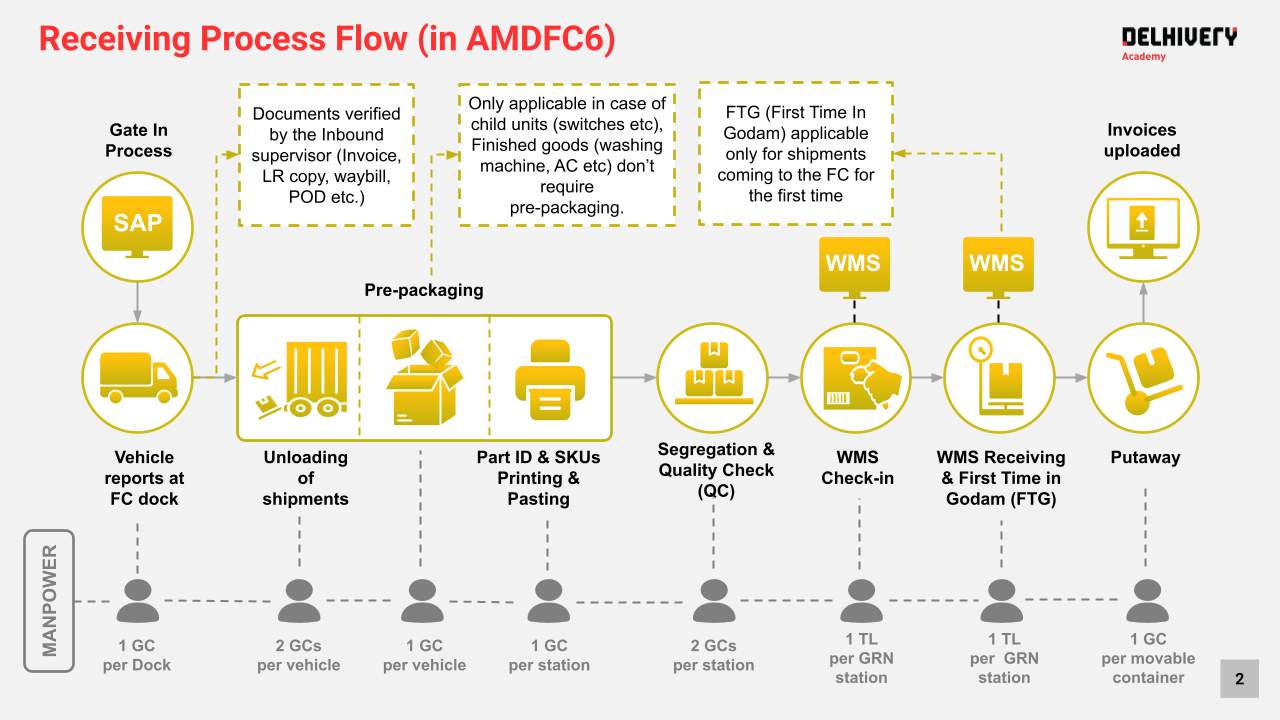 Receiving Process Flow (in AMDFC6)
DELHIVERY
Academy
Gate In
Process
SAP
Documents verified
by the Inbound
supervisor (Invoice,
LR copy, waybill,
POD etc.)
Only applicable in case of
child units (switches etc),
Finished goods (washing
machine, AC etc) don’t
require
pre-packaging.
FTG (First Time In
Godam) applicable
only for shipments
coming to the FC for
the first time
Invoices
uploaded
WMS
WMS
Pre-packaging
Vehicle
reports at
FC dock
Unloading
of
shipments
Part ID & SKUs
Printing &
Pasting
Segregation &
Quality Check
(QC)
WMS
Check-in
WMS Receiving
& First Time in
Godam (FTG)
Putaway
MANPOWER
1 GC
per Dock
2 GCs
per vehicle
1 GC
per vehicle
1 GC
per station
2 GCs
per station
1 TL
per GRN
station
1 TL
per GRN
station
1 GC
per movable
container
2